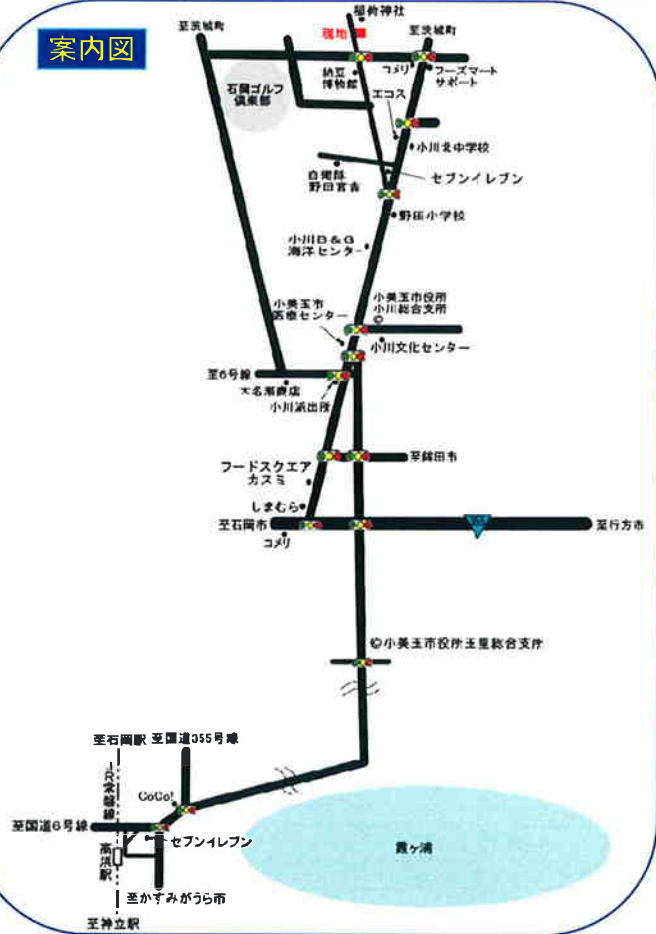 案内図
至茨城町
稲荷神社
現地
至茨城町
納豆
博物館
コメリ
フーズマート
サポート
石岡ゴルフ
倶楽部
エコス
小川北中学校
自衛隊
野田官舎
セブンイレブン
野田小学校
小川B&G
海洋センター
小美玉市
医療センター
小美玉市役所
小川総合支所
小川文化センター
至6号線
木名瀬商店
小川派出所
至鉾田市
フードスクエア
カスミ
しまむら
至石岡市
至行方市
コメリ
◎小美玉市役所玉里総合支所
至石岡駅
至国道355号線
JR常磐線
GoGo!
至国道6号線
セブンイレブン
高浜駅
霞ヶ浦
至かすみがうら市
至神立駅